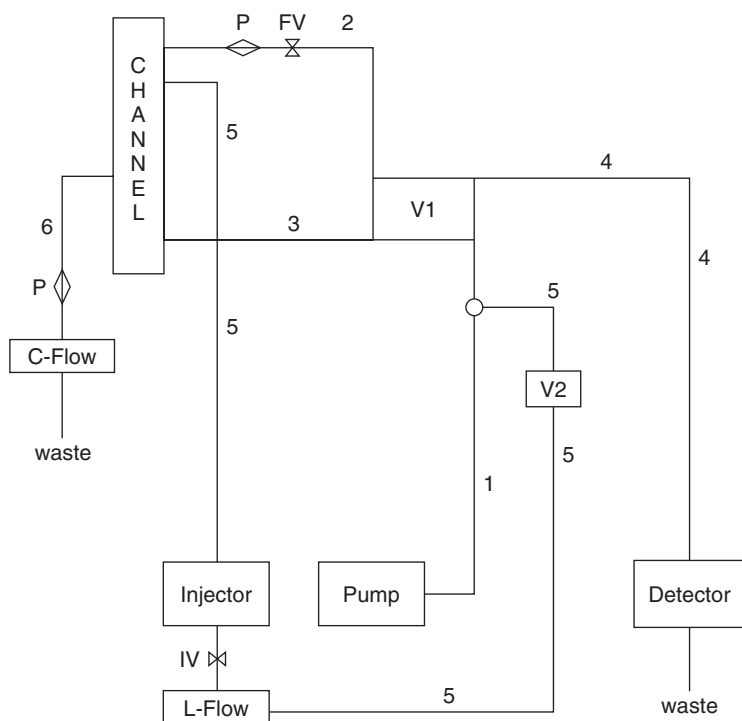 P FV 2
CHANNEL
5
4
V1
6
3
4
P
5
5
C-Flow
V2
waste
5
1
Injector
Pump
Detector
IV
5
L-Flow
waste